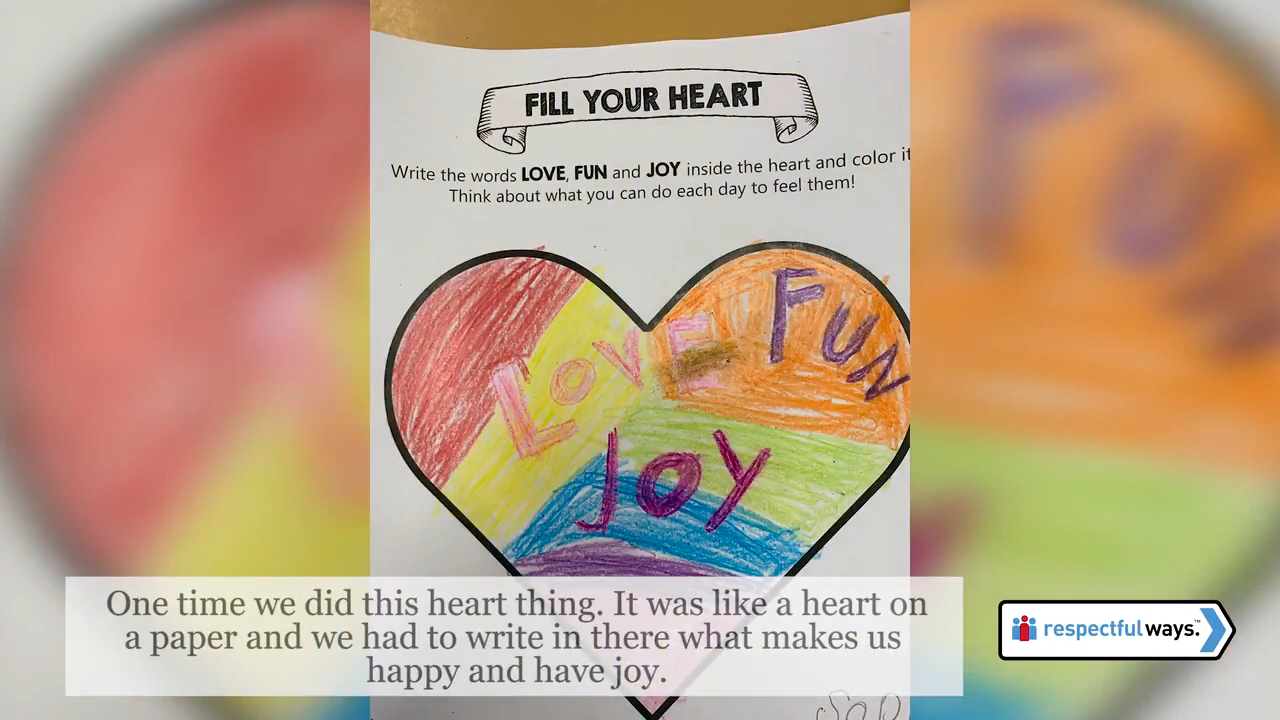 FILL YOUR HEART
Write the words LOVE, FUN and JOY inside the heart and color it
Think about what you can do each day to feel them!
LOVE
FUN
JOY
One time we did this heart thing. It was like a heart on
a paper and we had to write in there what makes us
happy and have joy.
respectfulways.™